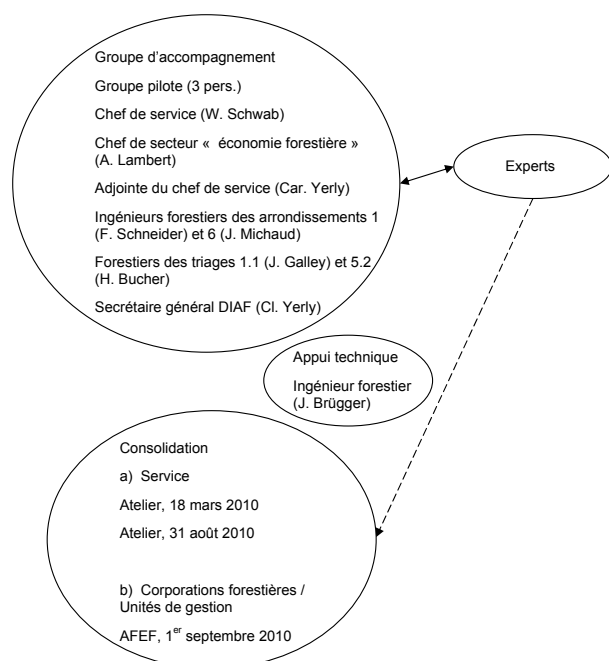 Groupe d'accompagnement
Groupe pilote (3 pers.)
Chef de service (W. Schwab)
Chef de secteur « économie forestière »
(A. Lambert)
Adjointe du chef de service (Car. Yerly)
Ingénieurs forestiers des arrondissements 1
(F. Schneider) et 6 (J. Michaud)
Forestiers des triages 1.1 (J. Galley) et 5.2
(H. Bucher)
Secrétaire général DIAF (Cl. Yerly)
Experts
Appui technique
Ingénieur forestier
(J. Brügger)
Consolidation
a) Service
Atelier, 18 mars 2010
Atelier, 31 août 2010
b) Corporations forestières /
Unités de gestion
AFEF, 1er septembre 2010